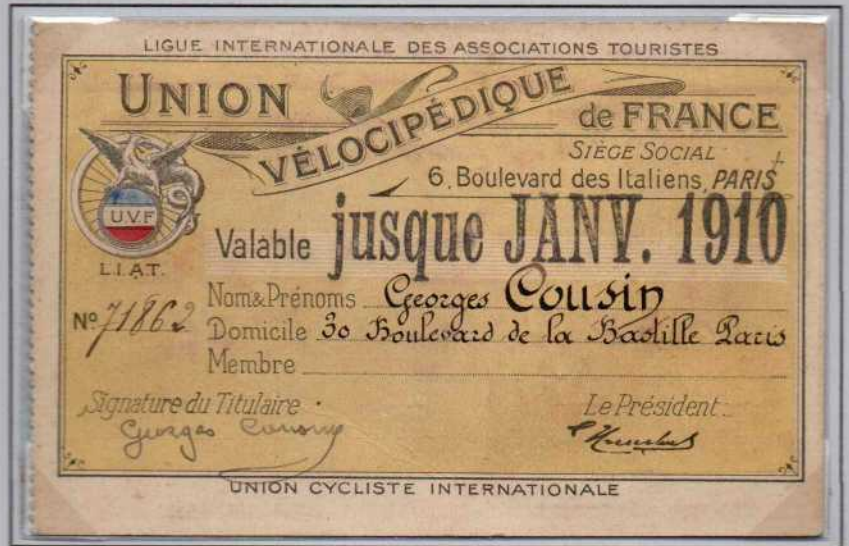 LIGUE INTERNATIONALE DES ASSOCIATIONS TOURISTES
UNION VÉLOCIPÉDIQUE de FRANCE
SIÈGE SOCIAL
6, Boulevard des Italiens, PARIS
U.V.F
L.I.A.T.
Valable jusque JANV. 1910
Nº 71862
Nom & Prénoms Georges Cousin
Domicile 30 Boulevard de la Bastille Paris
Membre
Signature du Titulaire Le Président
Georges Cousin
UNION CYCLISTE INTERNATIONALE